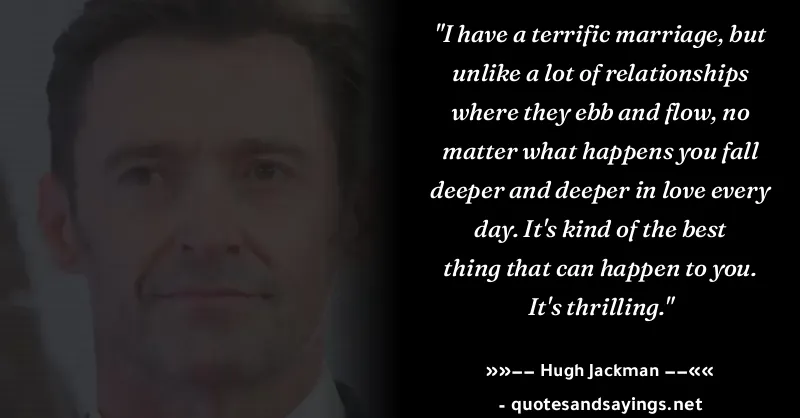 "I have a terrific marriage, but
unlike a lot of relationships
where they ebb and flow, no
matter what happens you fall
deeper and deeper in love every
day. It's kind of the best
thing that can happen to you.
It's thrilling."
»»–– Hugh Jackman ––««
- quotesandsayings.net